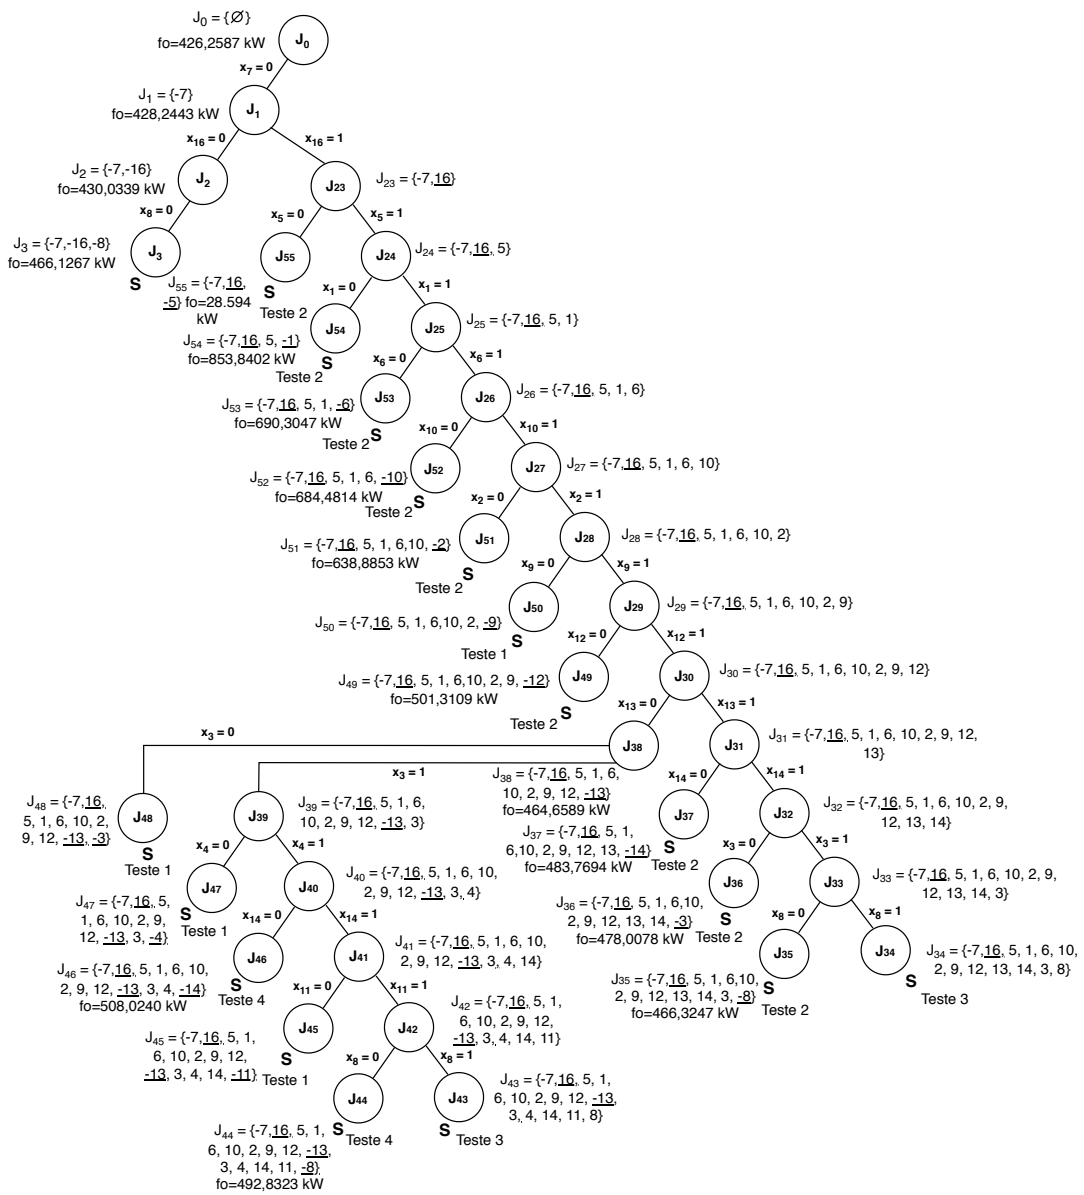 J0 = {∅}
fo=426,2587 kW
J0
x7 = 0
J1 = {-7}
fo=428,2443 kW
J1
x16 = 0
x16 = 1
J2 = {-7,-16}
fo=430,0339 kW
J2
J23
J23 = {-7,16}
x8 = 0
x5 = 0
x5 = 1
J3 = {-7,-16,-8}
fo=466,1267 kW
J3
S
J55
J24
J24 = {-7,16, 5}
J55 = {-7,16,
-5} fo=28.594
kW
S
Teste 2
x1 = 0
x1 = 1
J54
J25
J25 = {-7,16, 5, 1}
J54 = {-7,16, 5, -1}
fo=853,8402 kW
S
Teste 2
x6 = 0
x6 = 1
J53
J26
J26 = {-7,16, 5, 1, 6}
J53 = {-7,16, 5, 1, -6}
fo=690,3047 kW
S
Teste 2
x10 = 0
x10 = 1
J52
J27
J27 = {-7,16, 5, 1, 6, 10}
J52 = {-7,16, 5, 1, 6, -10}
fo=684,4814 kW
S
Teste 2
x2 = 0
x2 = 1
J51
J28
J28 = {-7,16, 5, 1, 6, 10, 2}
J51 = {-7,16, 5, 1, 6,10, -2}
fo=638,8853 kW
S
Teste 2
x9 = 0
x9 = 1
J50
J29
J29 = {-7,16, 5, 1, 6, 10, 2, 9}
J50 = {-7,16, 5, 1, 6,10, 2, -9}
S
Teste 1
x12 = 0
x12 = 1
J49
J30
J30 = {-7,16, 5, 1, 6, 10, 2, 9, 12}
J49 = {-7,16, 5, 1, 6,10, 2, 9, -12}
fo=501,3109 kW
S
Teste 2
x13 = 0
x13 = 1
J38
J31
J31 = {-7,16, 5, 1, 6, 10, 2, 9, 12,
13}
x3 = 0
x3 = 1
J38 = {-7,16, 5, 1, 6,
10, 2, 9, 12, -13}
fo=464,6589 kW
x14 = 0
x14 = 1
J48 = {-7,16,
5, 1, 6, 10, 2,
9, 12, -13, -3}
J48
S
Teste 1
J39
J39 = {-7,16, 5, 1, 6,
10, 2, 9, 12, -13, 3}
J37
J32
J32 = {-7,16, 5, 1, 6, 10, 2, 9,
12, 13, 14}
J37 = {-7,16, 5, 1,
6,10, 2, 9, 12, 13, -14}
fo=483,7694 kW
S
Teste 2
x4 = 0
x4 = 1
x3 = 0
x3 = 1
J47
J40
J40 = {-7,16, 5, 1, 6, 10,
2, 9, 12, -13, 3, 4}
J36
J33
J33 = {-7,16, 5, 1, 6, 10, 2, 9,
12, 13, 14, 3}
J47 = {-7,16, 5,
1, 6, 10, 2, 9,
12, -13, 3, -4}
S
Teste 1
J36 = {-7,16, 5, 1, 6,10,
2, 9, 12, 13, 14, -3}
fo=478,0078 kW
S
Teste 2
x14 = 0
x14 = 1
x8 = 0
x8 = 1
J46
J41
J41 = {-7,16, 5, 1, 6, 10,
2, 9, 12, -13, 3, 4, 14}
J35
J34
J34 = {-7,16, 5, 1, 6, 10,
2, 9, 12, 13, 14, 3, 8}
S
Teste 3
J46 = {-7,16, 5, 1, 6, 10,
2, 9, 12, -13, 3, 4, -14}
fo=508,0240 kW
S
Teste 4
J35 = {-7,16, 5, 1, 6,10,
2, 9, 12, 13, 14, 3, -8}
fo=466,3247 kW
S
Teste 2
x11 = 0
x11 = 1
J45
J42
J42 = {-7,16, 5, 1,
6, 10, 2, 9, 12,
-13, 3, 4, 14, 11}
J45 = {-7,16, 5, 1,
6, 10, 2, 9, 12,
-13, 3, 4, 14, -11}
S
Teste 1
x8 = 0
x8 = 1
J44
J43
J43 = {-7,16, 5, 1,
6, 10, 2, 9, 12, -13,
3, 4, 14, 11, 8}
J44 = {-7,16, 5, 1,
6, 10, 2, 9, 12, -13,
3, 4, 14, 11, -8}
fo=492,8323 kW
S
Teste 4
S
Teste 3